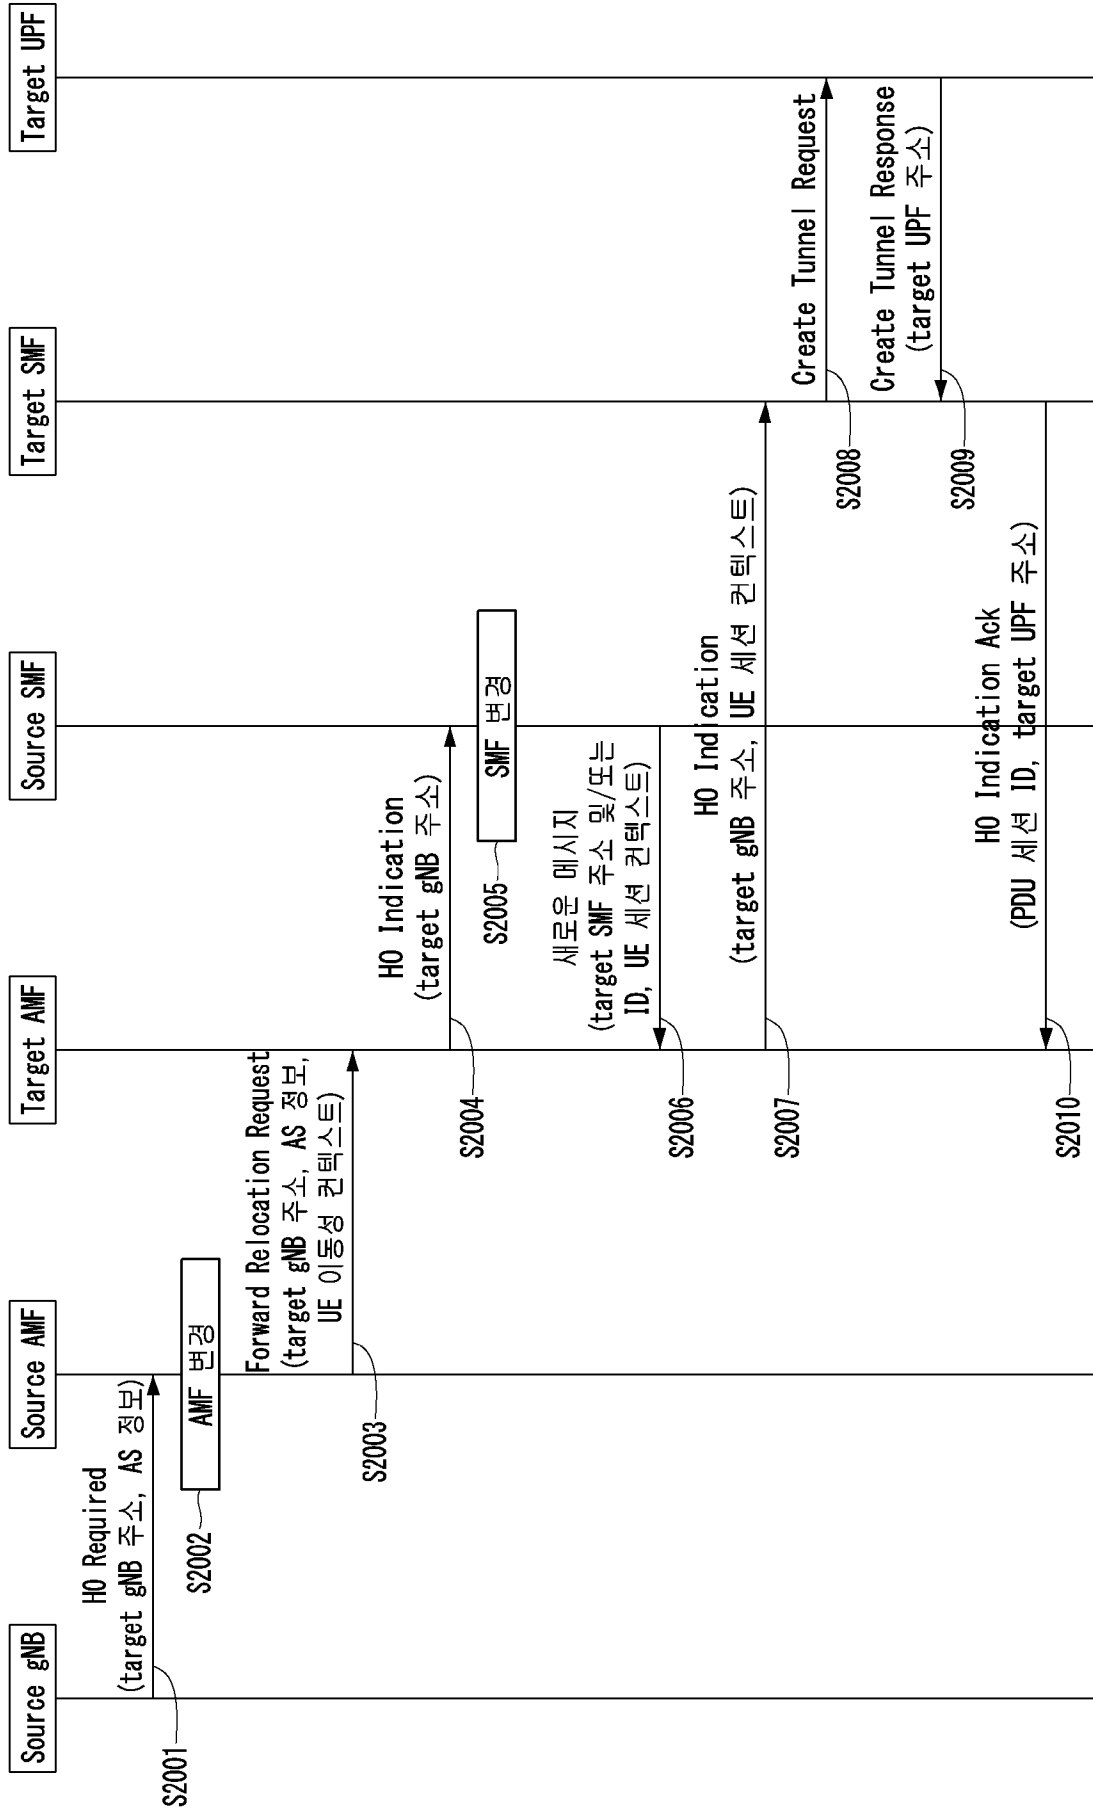 Source gNB
Source AMF
Target AMF
Source SMF
Target SMF
Target UPF
HO Required
(target gNB 주소, AS 정보)
S2001
AMF 변경
S2002
Forward Relocation Request
(target gNB 주소, AS 정보,
UE 이동성 컨텍스트)
S2003
HO Indication
(target gNB 주소)
S2004
SMF 변경
S2005
새로운 메시지
(target SMF 주소 및/또는
ID, UE 세션 컨텍스트)
S2006
HO Indication
(target gNB 주소, UE 세션 컨텍스트)
S2007
Create Tunnel Request
S2008
Create Tunnel Response
(target UPF 주소)
S2009
HO Indication Ack
(PDU 세션 ID, target UPF 주소)
S2010